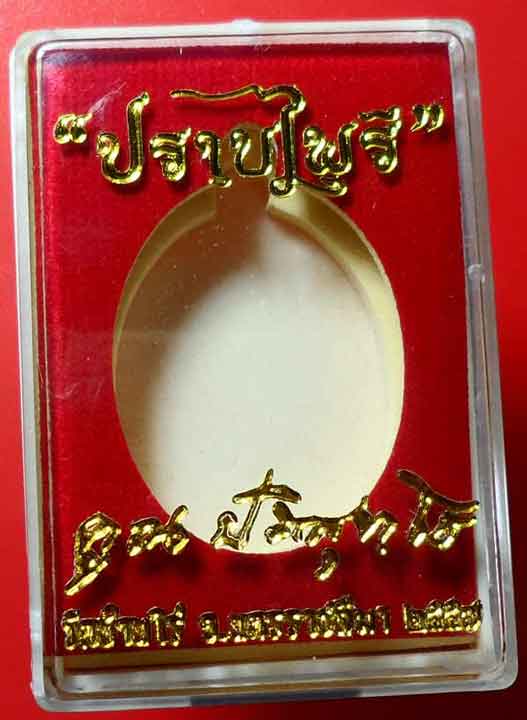 "ปราบไพรี"
คูณ ปริสุทฺโธ
วัดบ้านไร่ จ.นครราชสีมา